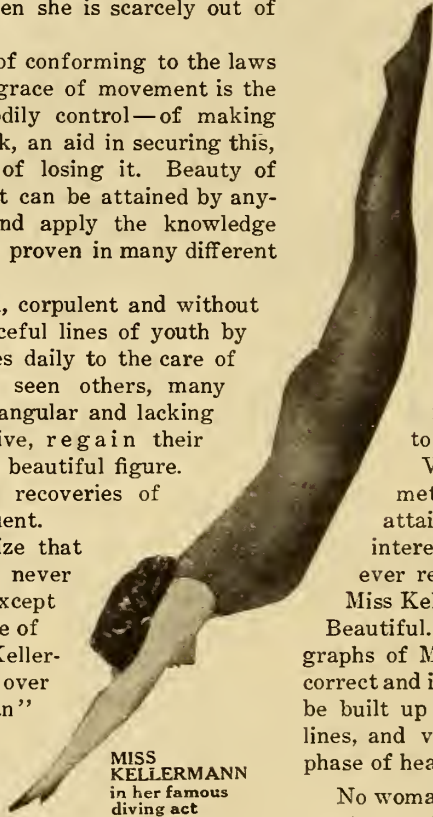 en she is scarcely out of
of conforming to the laws
grace of movement is the
dily control—of making
k, an aid in securing this,
of losing it. Beauty of
t can be attained by any-
nd apply the knowledge
proven in many different
, corpulent and without
ceful lines of youth by
es daily to the care of
seen others, many
angular and lacking
ive, regain their
beautiful figure.
recoveries of
uent.
ize that
never
xcept
e of
Keller-
over
n”
MISS
KELLERMANN
in her famous
diving act
to
V
met
attai
intere
ever re
Miss Kel
Beautiful.
graphs of M
correct and i
be built up
lines, and v
phase of hea
No woma